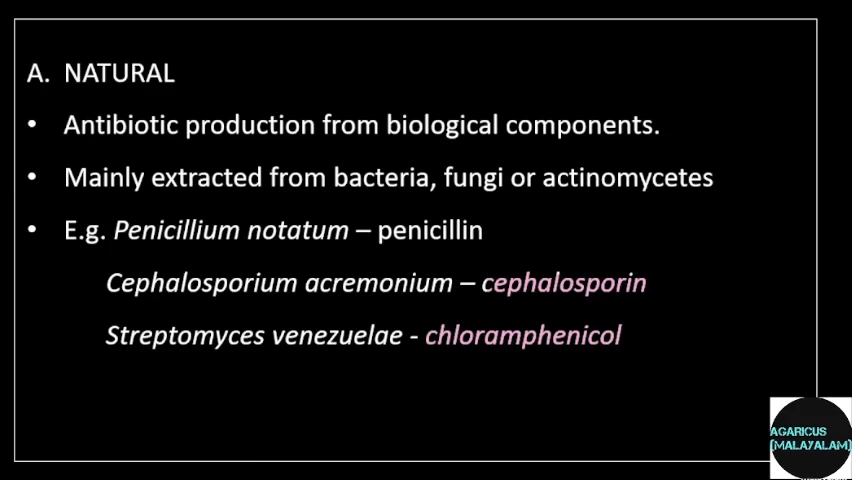 A. NATURAL
• Antibiotic production from biological components.
• Mainly extracted from bacteria, fungi or actinomycetes
• E.g. Penicillium notatum – penicillin
Cephalosporium acremonium – cephalosporin
Streptomyces venezuelae - chloramphenicol
AGARICUS
(MALAYALAM)